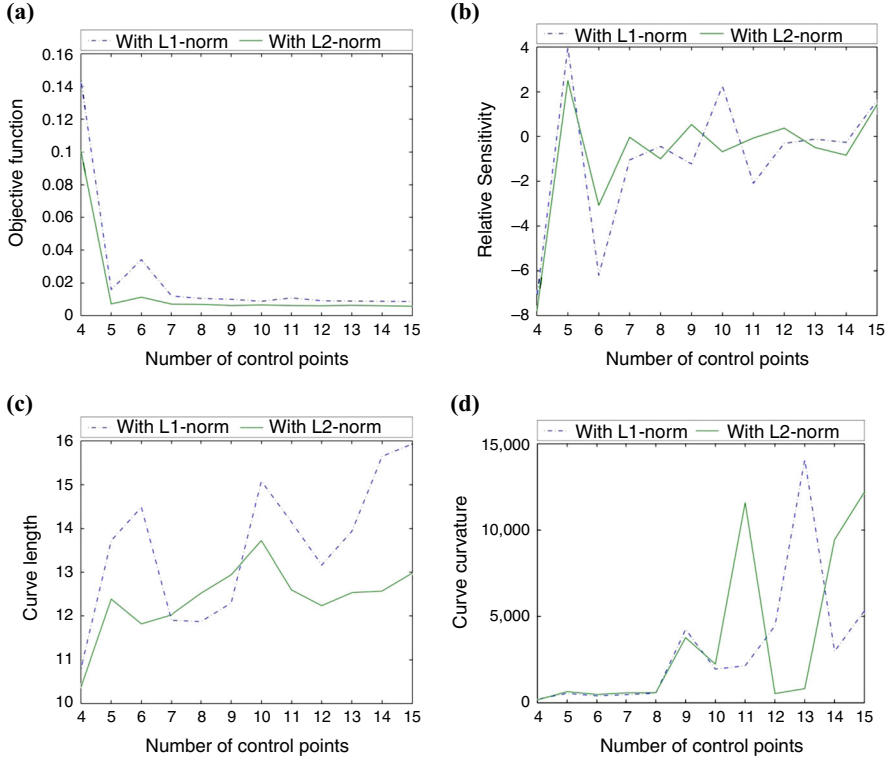 (a)
With L1-norm With L2-norm
0.16
0.14
0.12
0.1
0.08
0.06
0.04
0.02
0
Objective function
4 5 6 7 8 9 10 11 12 13 14 15
Number of control points
(b)
With L1-norm With L2-norm
4
2
0
−2
−4
−6
−8
Relative Sensitivity
4 5 6 7 8 9 10 11 12 13 14 15
Number of control points
(c)
With L1-norm With L2-norm
16
15
14
13
12
11
10
Curve length
4 5 6 7 8 9 10 11 12 13 14 15
Number of control points
(d)
With L1-norm With L2-norm
15,000
10,000
5,000
0
Curve curvature
4 5 6 7 8 9 10 11 12 13 14 15
Number of control points